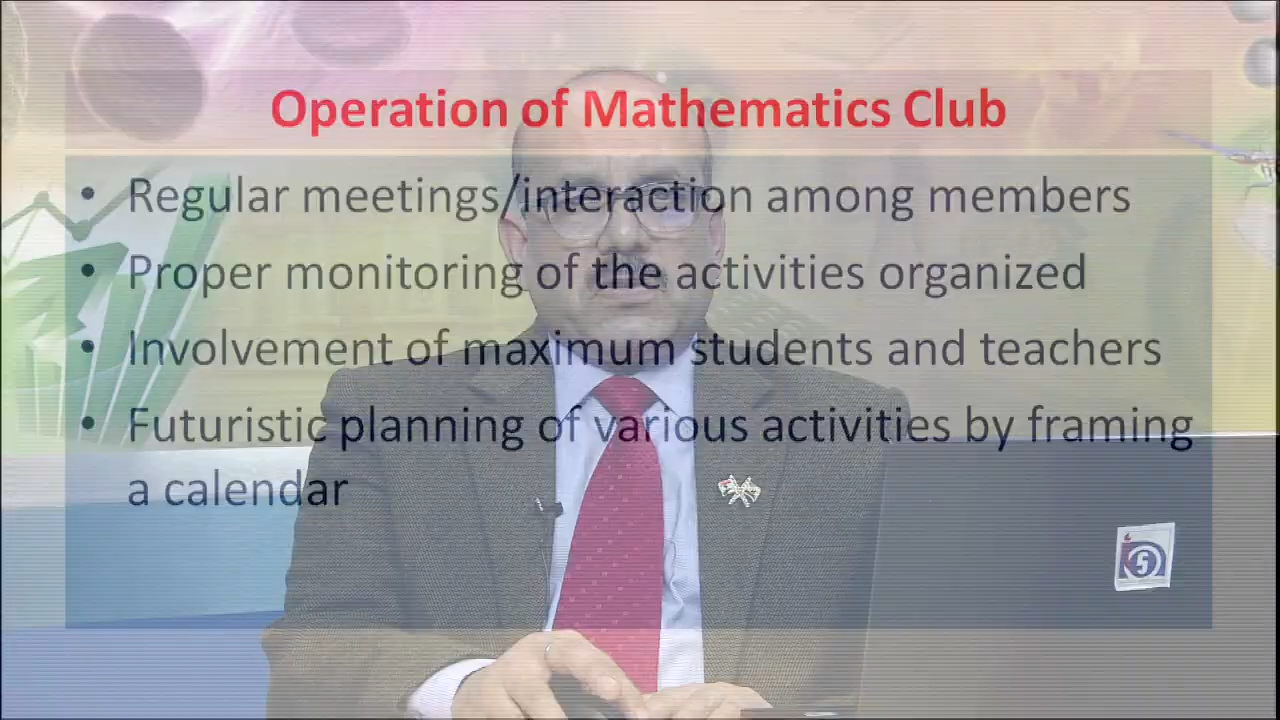 Operation of Mathematics Club
• Regular meetings/interaction among members
• Proper monitoring of the activities organized
• Involvement of maximum students and teachers
• Futuristic planning of various activities by framing
a calendar